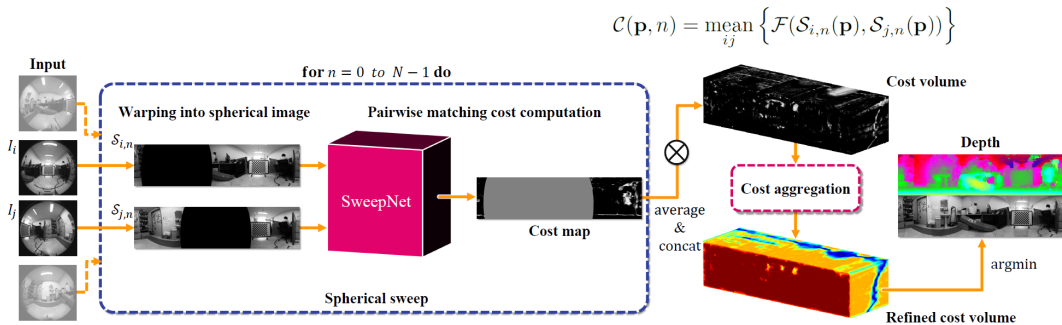 C(p, n) = mean { F(S_{i,n}(p), S_{j,n}(p)) }
ij
Input
for n = 0 to N − 1 do
Cost volume
Warping into spherical image
Pairwise matching cost computation
I_i
S_{i,n}
Depth
SweepNet
Cost aggregation
I_j
S_{j,n}
average
&
concat
Cost map
argmin
Spherical sweep
Refined cost volume